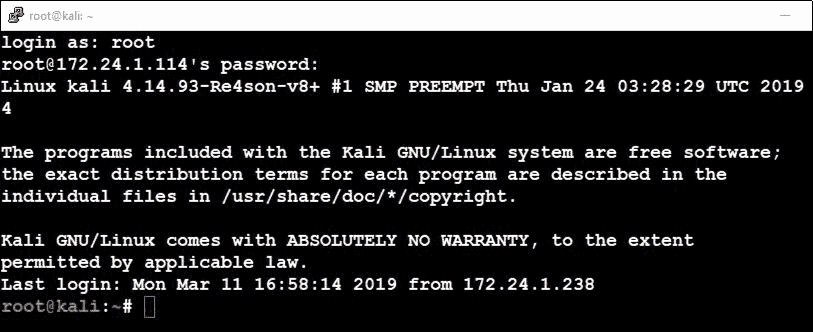 root@kali: ~
login as: root
root@172.24.1.114's password:
Linux kali 4.14.93-Re4son-v8+ #1 SMP PREEMPT Thu Jan 24 03:28:29 UTC 2019
4
The programs included with the Kali GNU/Linux system are free software;
the exact distribution terms for each program are described in the
individual files in /usr/share/doc/*/copyright.
Kali GNU/Linux comes with ABSOLUTELY NO WARRANTY, to the extent
permitted by applicable law.
Last login: Mon Mar 11 16:58:14 2019 from 172.24.1.238
root@kali:~#